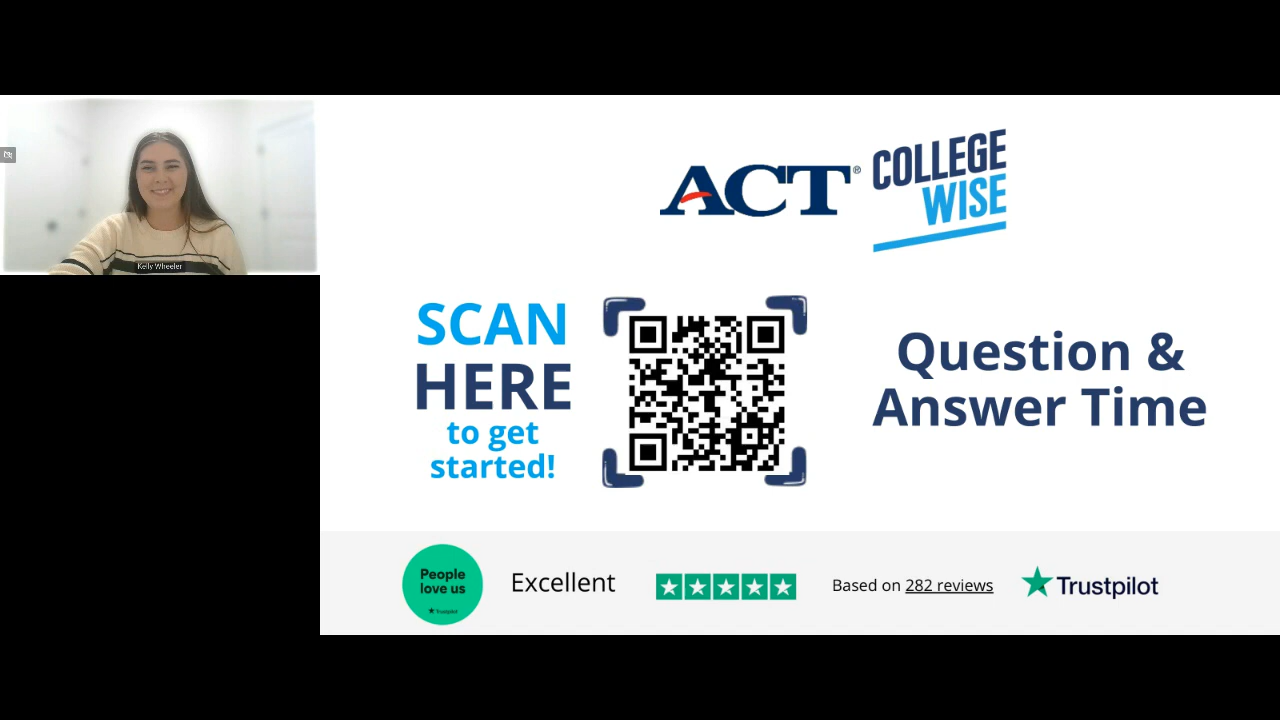 Kelly Wheeler
ACT®
COLLEGE
WISE
SCAN
HERE
to get
started!
Question &
Answer Time
People
love us
Trustpilot
Excellent
Based on 282 reviews
Trustpilot